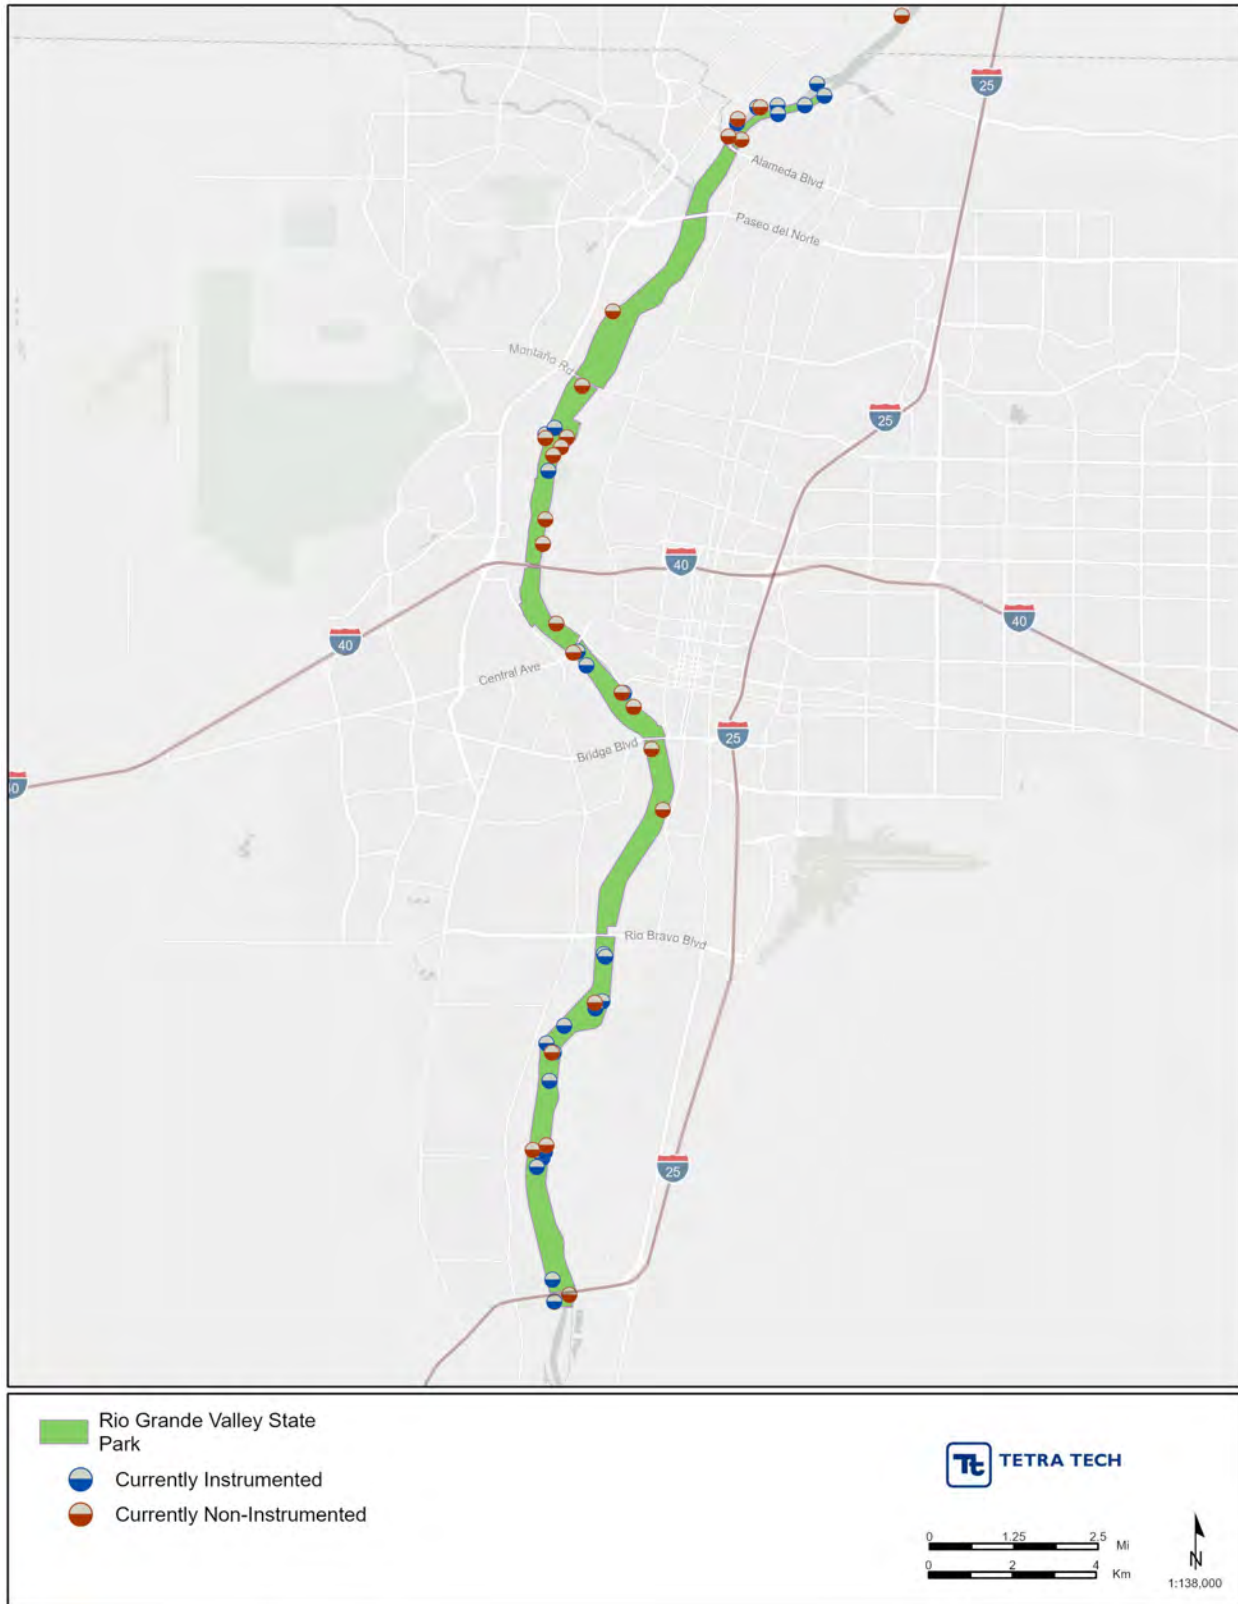 25
Alameda Blvd
Paseo del Norte
Montaño Rd
25
40
40
40
Central Ave
25
Bridge Blvd
40
Rio Bravo Blvd
25
Rio Grande Valley State
Park
Currently Instrumented
Currently Non-Instrumented
Tt TETRA TECH
0 1.25 2.5
Mi
0 2 4
Km
N
1:138,000